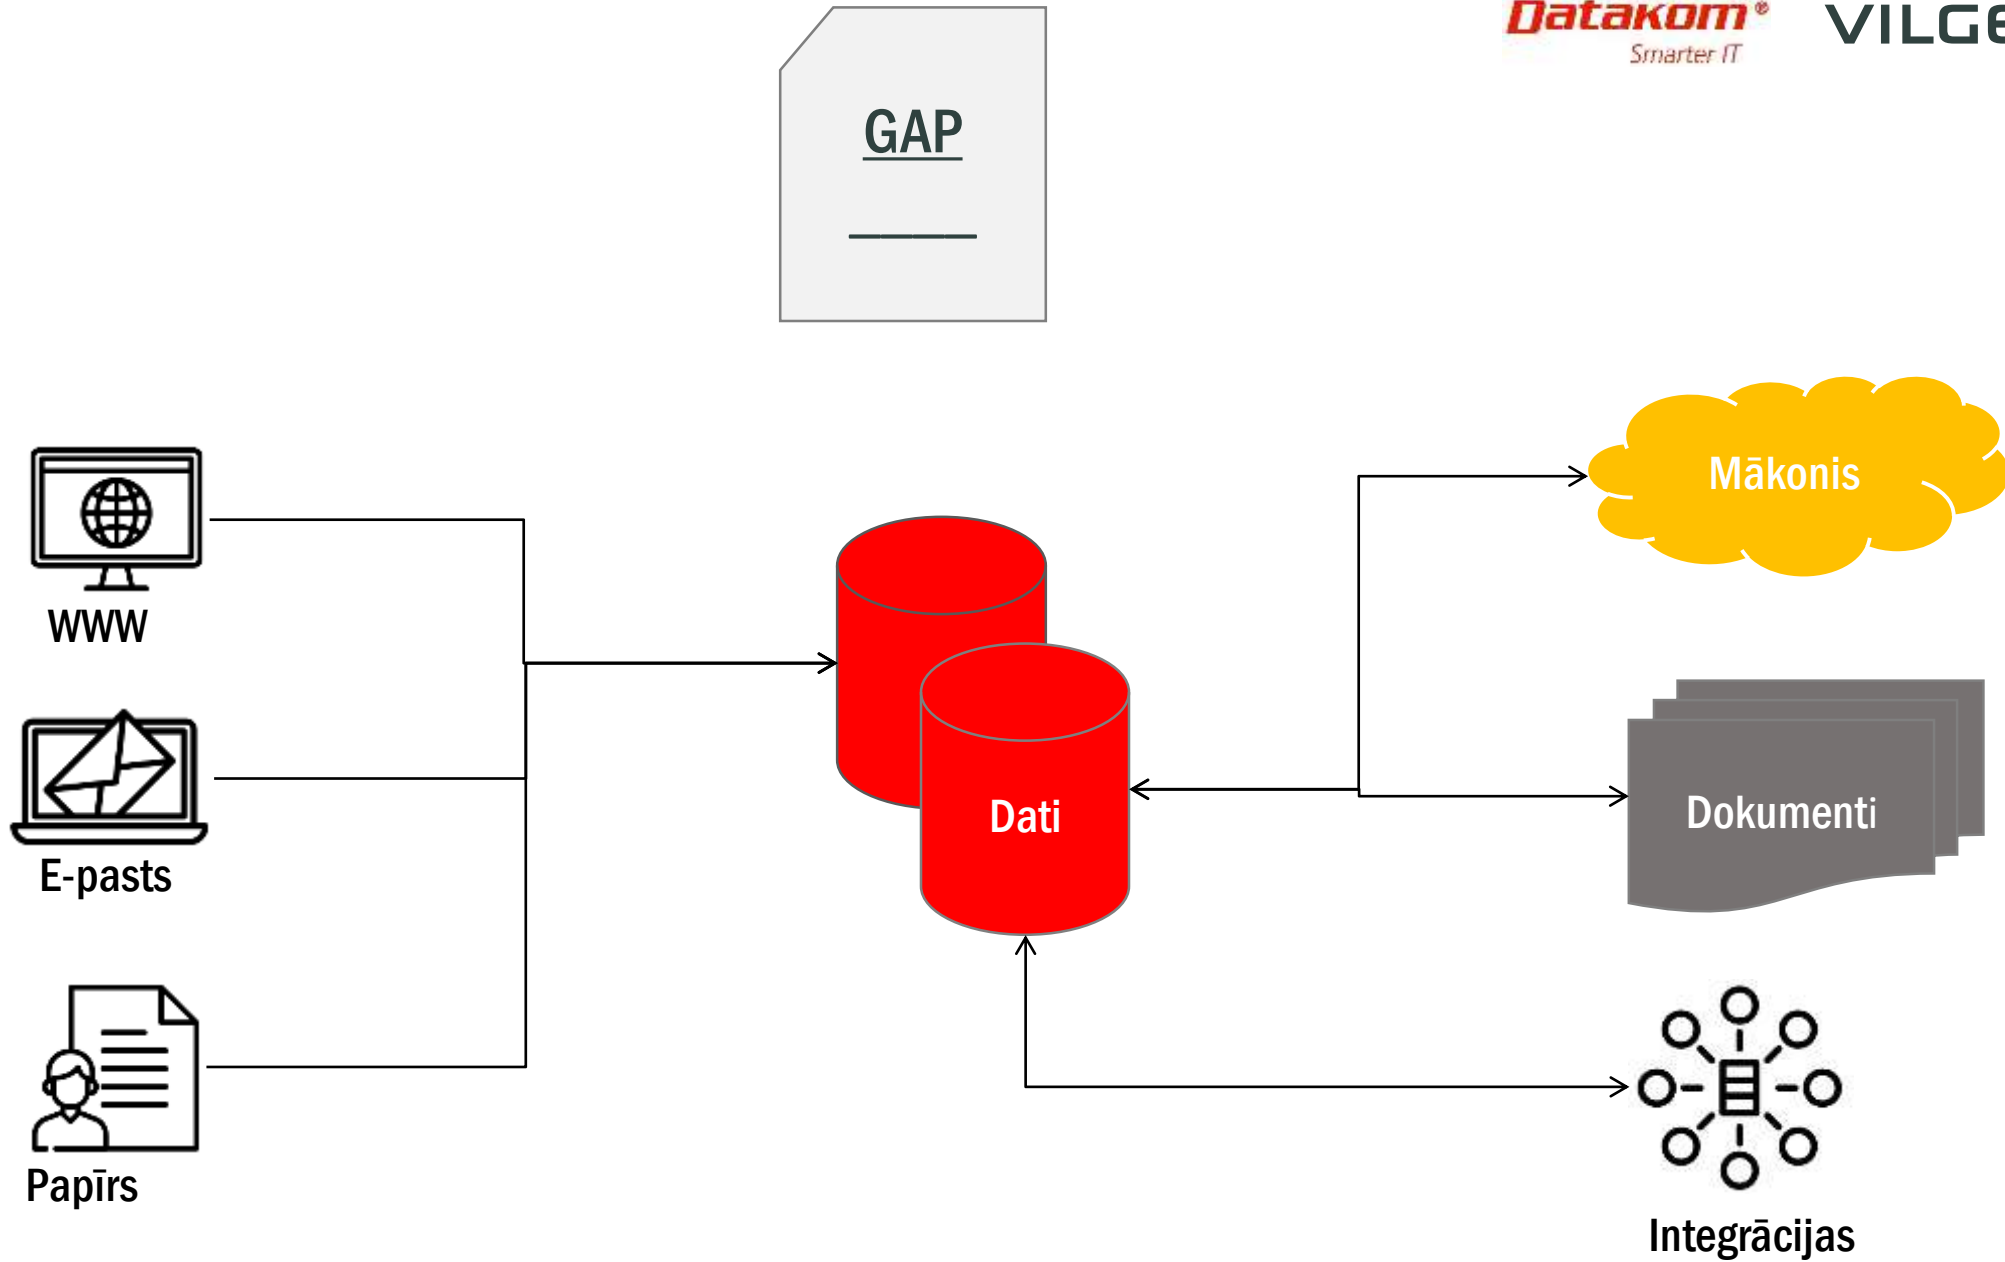 Datakom®
Smarter IT
GAP
WWW
E-pasts
Papīrs
Dati
Mākonis
Dokumenti
Integrācijas